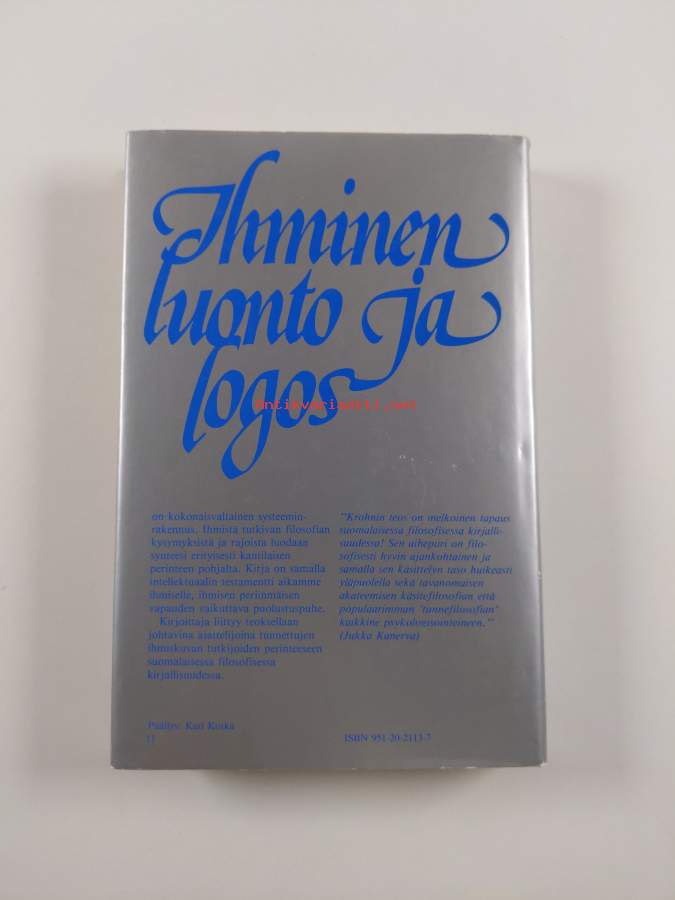 Ihminen
luonto ja
logos
Antikvariaatti.net
on kokonaisvaltainen systeemin-
rakennus. Ihmistä tutkivan filosofian
kysymyksistä ja rajoista luodaan
synteesi erityisesti kantilaisen
perinteen pohjalta. Kirja on samalla
intellektuaalin testamentti aikamme
ihmiselle, ihmisen perimmäisen
vapauden vaikuttava puolustuspuhe.
Kirjoittaja liittyy teoksellaan
johtavina ajattelijoina tunnettujen
ihmiskuvan tutkijoiden perinteeseen
suomalaisessa filosofisessa
kirjallisuudessa.
"Krohnin teos on melkoinen tapaus
suomalaisessa filosofisessa kirjalli-
suudessa! Sen aihepiiri on filo-
sofisesti hyvin ajankohtainen ja
samalla sen käsittelyn taso huikeasti
yläpuolella sekä tavanomaisen
akateemisen käsitefilosofian että
populaarimman 'tunnefilosofian'
kaikkine psykologisointeineen."
(Jukka Kanerva)
Päällys: Kari Koska
11
ISBN 951-20-2113-7